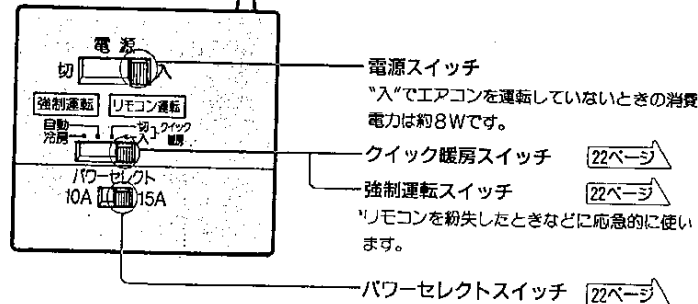 電源
切 入
強制運転 リモコン運転
自動 切 クイック
冷房 入 暖房
パワーセレクト
10A 15A
電源スイッチ
"入"でエアコンを運転していないときの消費
電力は約8Wです。
クイック暖房スイッチ 22ページ
強制運転スイッチ 22ページ
リモコンを紛失したときなどに応急的に使い
ます。
パワーセレクトスイッチ 22ページ